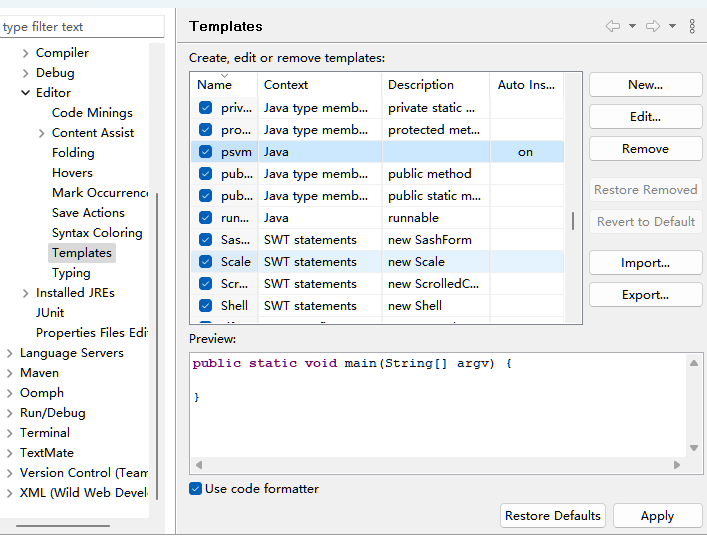 type filter text
Compiler
Debug
Editor
Code Minings
Content Assist
Folding
Hovers
Mark Occurrence
Save Actions
Syntax Coloring
Templates
Typing
Installed JREs
JUnit
Properties Files Edi
Language Servers
Maven
Oomph
Run/Debug
Terminal
TextMate
Version Control (Team
XML (Wild Web Devel
Templates
Create, edit or remove templates:
Name Context Description Auto Ins...
priv... Java type memb... private static ...
pro... Java type memb... protected met...
psvm Java on
pub... Java type memb... public method
pub... Java type memb... public static m...
run... Java runnable
Sas... SWT statements new SashForm
Scale SWT statements new Scale
Scr... SWT statements new ScrolledC...
Shell SWT statements new Shell
New...
Edit...
Remove
Restore Removed
Revert to Default
Import...
Export...
Preview:
public static void main(String[] argv) {
}
Use code formatter
Restore Defaults Apply